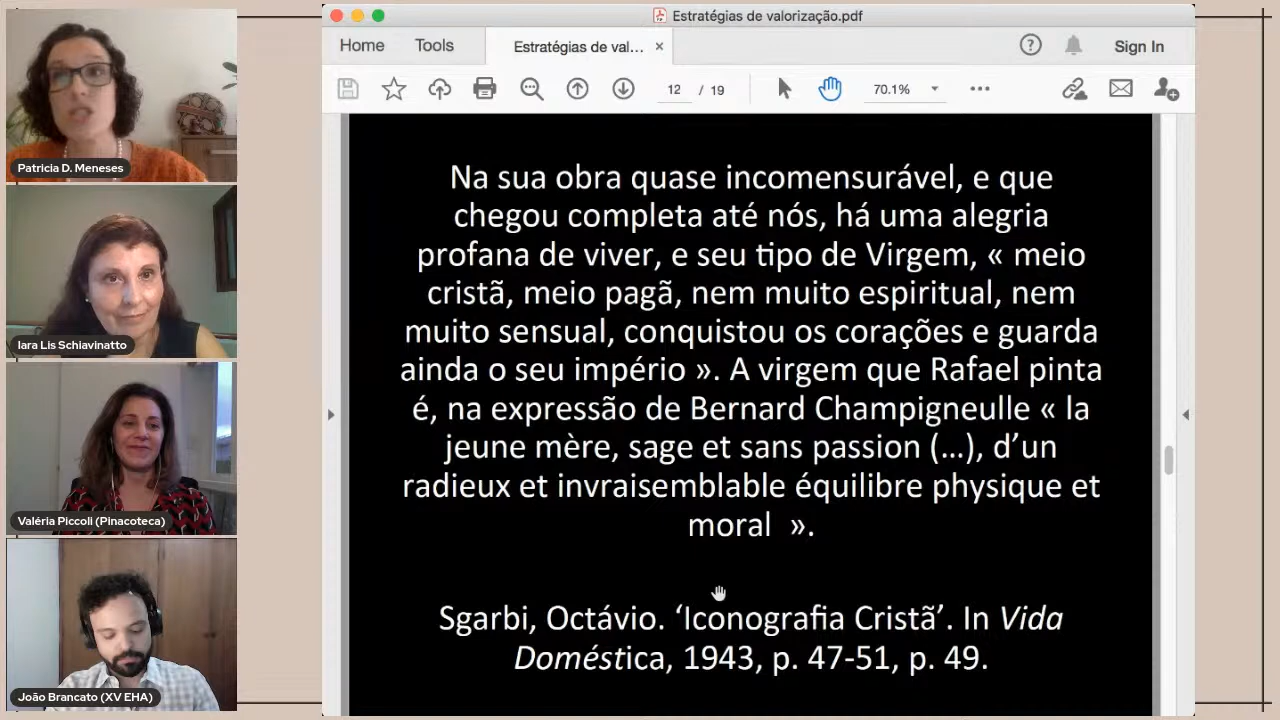 Estratégias de valorização.pdf
Home
Tools
Estratégias de val...
Sign In
12 / 19
70.1%
Na sua obra quase incomensurável, e que
chegou completa até nós, há uma alegria
profana de viver, e seu tipo de Virgem, « meio
cristã, meio pagã, nem muito espiritual, nem
muito sensual, conquistou os corações e guarda
ainda o seu império ». A virgem que Rafael pinta
é, na expressão de Bernard Champigneulle « la
jeune mère, sage et sans passion (...), d’un
radieux et invraisemblable équilibre physique et
moral ».
Sgarbi, Octávio. ‘Iconografia Cristã’. In Vida
Doméstica, 1943, p. 47-51, p. 49.
Patricia D. Meneses
Iara Lis Schiavinatto
Valéria Piccoli (Pinacoteca)
João Brancato (XV EHA)